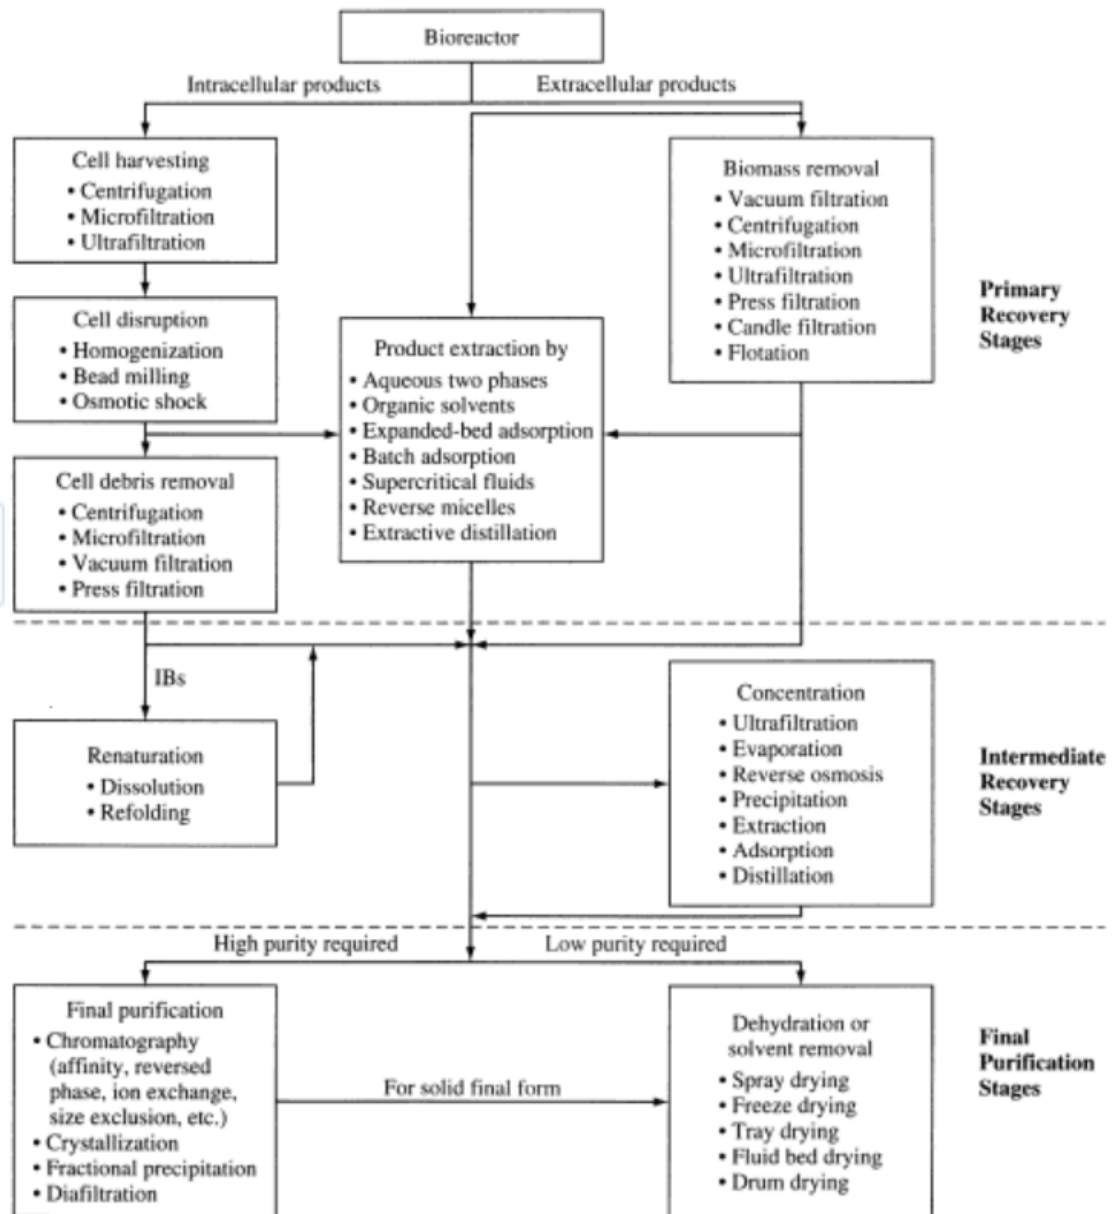 Bioreactor
Intracellular products
Extracellular products
Cell harvesting
• Centrifugation
• Microfiltration
• Ultrafiltration
Biomass removal
• Vacuum filtration
• Centrifugation
• Microfiltration
• Ultrafiltration
• Press filtration
• Candle filtration
• Flotation
Primary
Recovery
Stages
Cell disruption
• Homogenization
• Bead milling
• Osmotic shock
Product extraction by
• Aqueous two phases
• Organic solvents
• Expanded-bed adsorption
• Batch adsorption
• Supercritical fluids
• Reverse micelles
• Extractive distillation
Cell debris removal
• Centrifugation
• Microfiltration
• Vacuum filtration
• Press filtration
IBs
Renaturation
• Dissolution
• Refolding
Concentration
• Ultrafiltration
• Evaporation
• Reverse osmosis
• Precipitation
• Extraction
• Adsorption
• Distillation
Intermediate
Recovery
Stages
High purity required
Low purity required
Final purification
• Chromatography
(affinity, reversed
phase, ion exchange,
size exclusion, etc.)
• Crystallization
• Fractional precipitation
• Diafiltration
For solid final form
Dehydration or
solvent removal
• Spray drying
• Freeze drying
• Tray drying
• Fluid bed drying
• Drum drying
Final
Purification
Stages